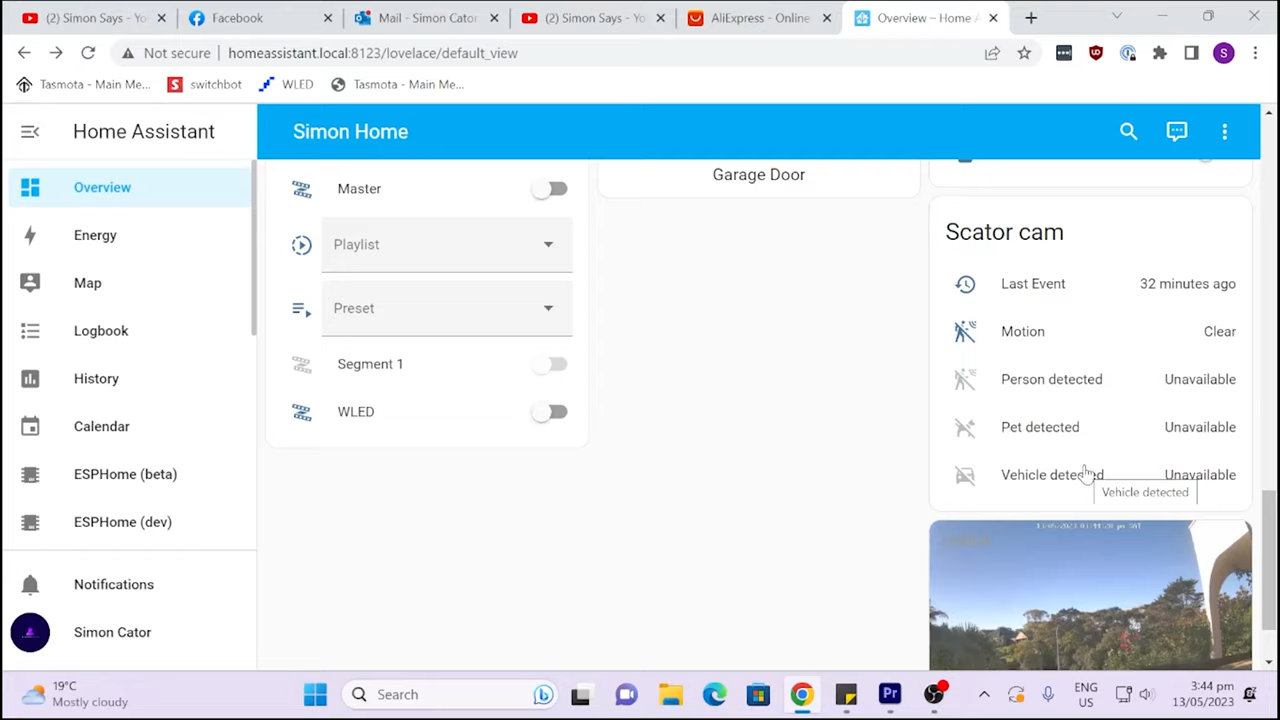 (2) Simon Says - Yo
Facebook
Mail - Simon Cator
(2) Simon Says - Yo
AliExpress - Online
Overview – Home A
Not secure
homeassistant.local:8123/lovelace/default_view
S
Tasmota - Main Me...
switchbot
WLED
Tasmota - Main Me...
Home Assistant
Simon Home
Overview
Energy
Map
Logbook
History
Calendar
ESPHome (beta)
ESPHome (dev)
Notifications
Simon Cator
Master
Playlist
Preset
Segment 1
WLED
Garage Door
Scator cam
Last Event
32 minutes ago
Motion
Clear
Person detected
Unavailable
Pet detected
Unavailable
Vehicle detected
Unavailable
Vehicle detected
19°C
Mostly cloudy
Search
Pr
ENG
US
3:44 pm
13/05/2023